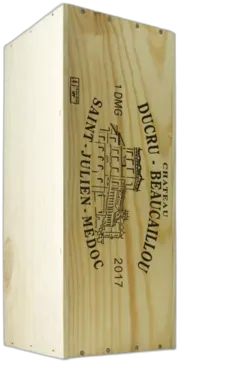 1 DMG
CHATEAU
DUCRU - BEAUCAILLOU
SAINT - JULIEN - MEDOC
2017